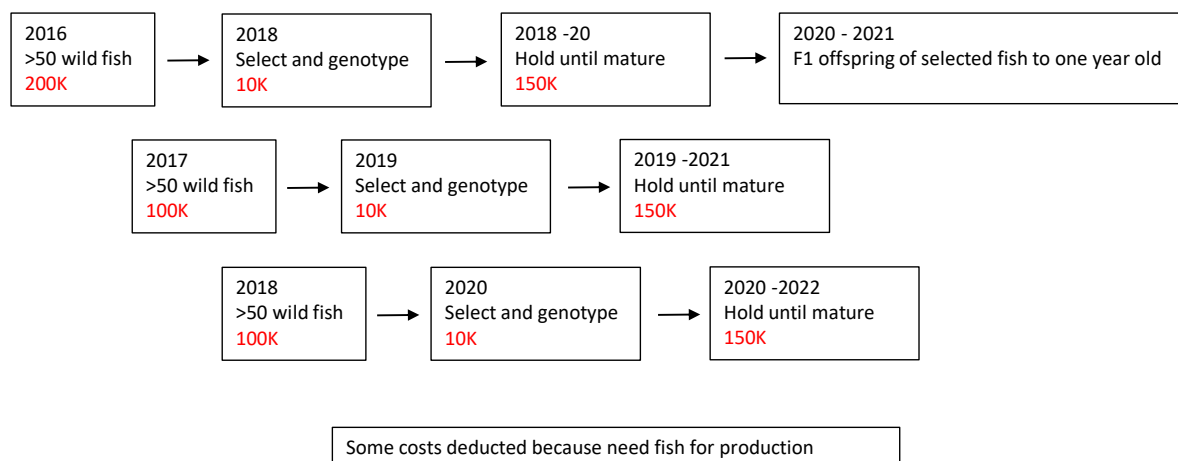 2016
>50 wild fish
200K
2018
Select and genotype
10K
2018 -20
Hold until mature
150K
2020 - 2021
F1 offspring of selected fish to one year old
2017
>50 wild fish
100K
2019
Select and genotype
10K
2019 -2021
Hold until mature
150K
2018
>50 wild fish
100K
2020
Select and genotype
10K
2020 -2022
Hold until mature
150K
Some costs deducted because need fish for production